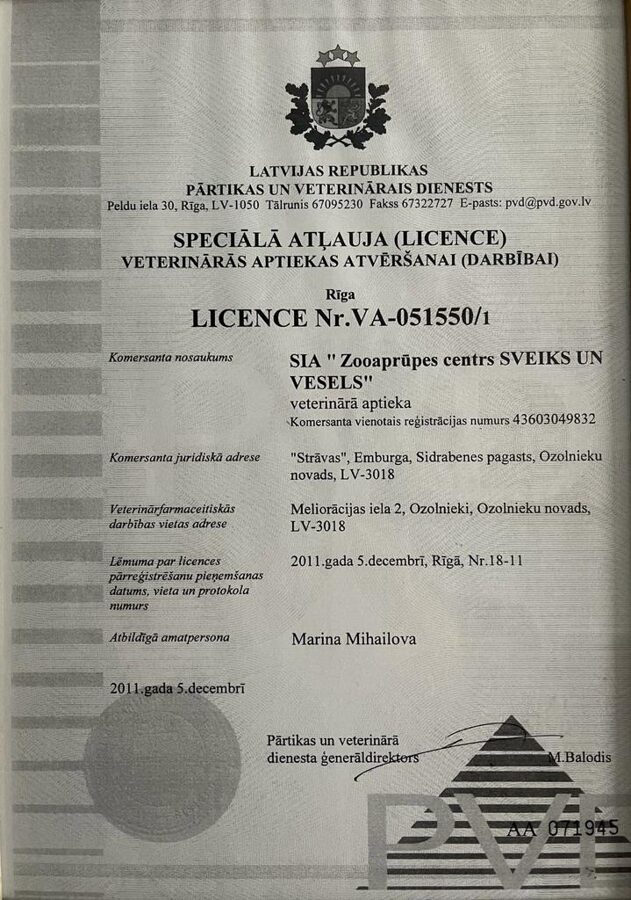 LATVIJAS REPUBLIKAS
PĀRTIKAS UN VETERINĀRAIS DIENESTS
Peldu iela 30, Rīga, LV-1050 Tālrunis 67095230 Fakss 67322727 E-pasts: pvd@pvd.gov.lv
SPECIĀLĀ ATĻAUJA (LICENCE)
VETERINĀRĀS APTIEKAS ATVĒRŠANAI (DARBĪBAI)
Rīga
LICENCE Nr.VA-051550/1
Komersanta nosaukums
SIA " Zooaprūpes centrs SVEIKS UN
VESELS"
veterinārā aptieka
Komersanta vienotais reģistrācijas numurs 43603049832
Komersanta juridiskā adrese
"Strāvas", Emburga, Sidrabenes pagasts, Ozolnieku
novads, LV-3018
Veterinārfarmaceitiskās
darbības vietas adrese
Meliorācijas iela 2, Ozolnieki, Ozolnieku novads,
LV-3018
Lēmuma par licences
pārreģistrēšanu pieņemšanas
datums, vieta un protokola
numurs
2011.gada 5.decembrī, Rīgā, Nr.18-11
Atbildīgā amatpersona
Marina Mihailova
2011.gada 5.decembrī
Pārtikas un veterinārā
dienesta ģenerāldirektors
M.Balodis
AA 071945
PVD